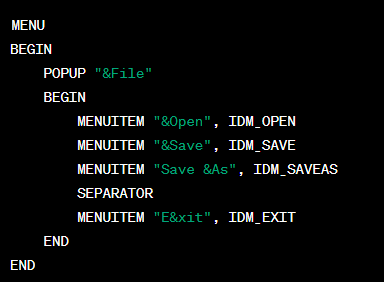 MENU
BEGIN
    POPUP "&File"
    BEGIN
        MENUITEM "&Open", IDM_OPEN
        MENUITEM "&Save", IDM_SAVE
        MENUITEM "Save &As", IDM_SAVEAS
        SEPARATOR
        MENUITEM "E&xit", IDM_EXIT
    END
END